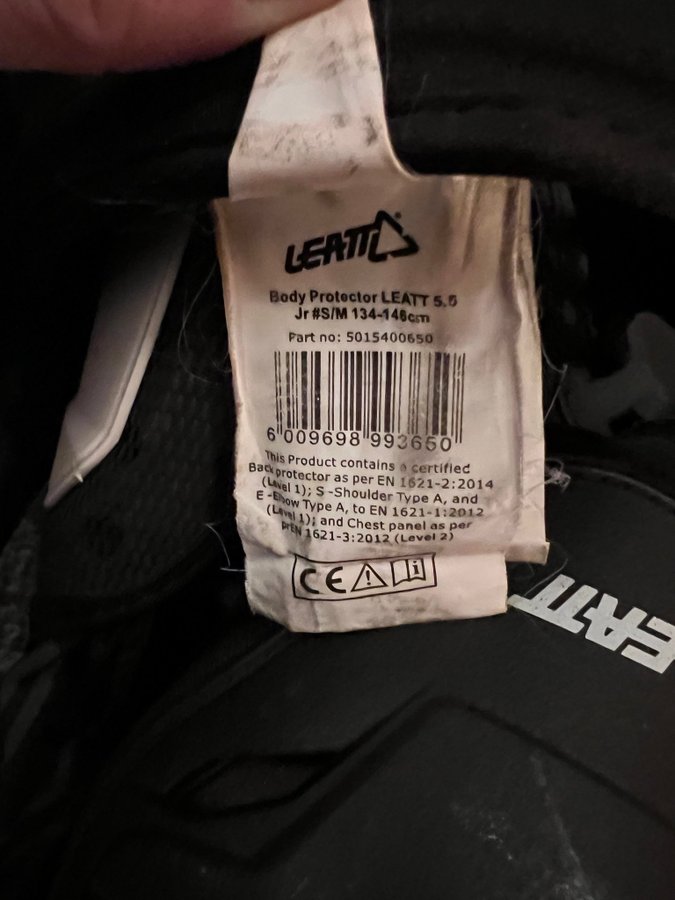 LEATT
Body Protector LEATT 5.5
Jr #S/M 134-146cm
Part no: 5015400650
6 009698 993650
This Product contains a certified
Back protector as per EN 1621-2:2014
(Level 1); S -Shoulder Type A, and
E -Elbow Type A, to EN 1621-1:2012
(Level 1); and Chest panel as per
prEN 1621-3:2012 (Level 2)
CE
EATT